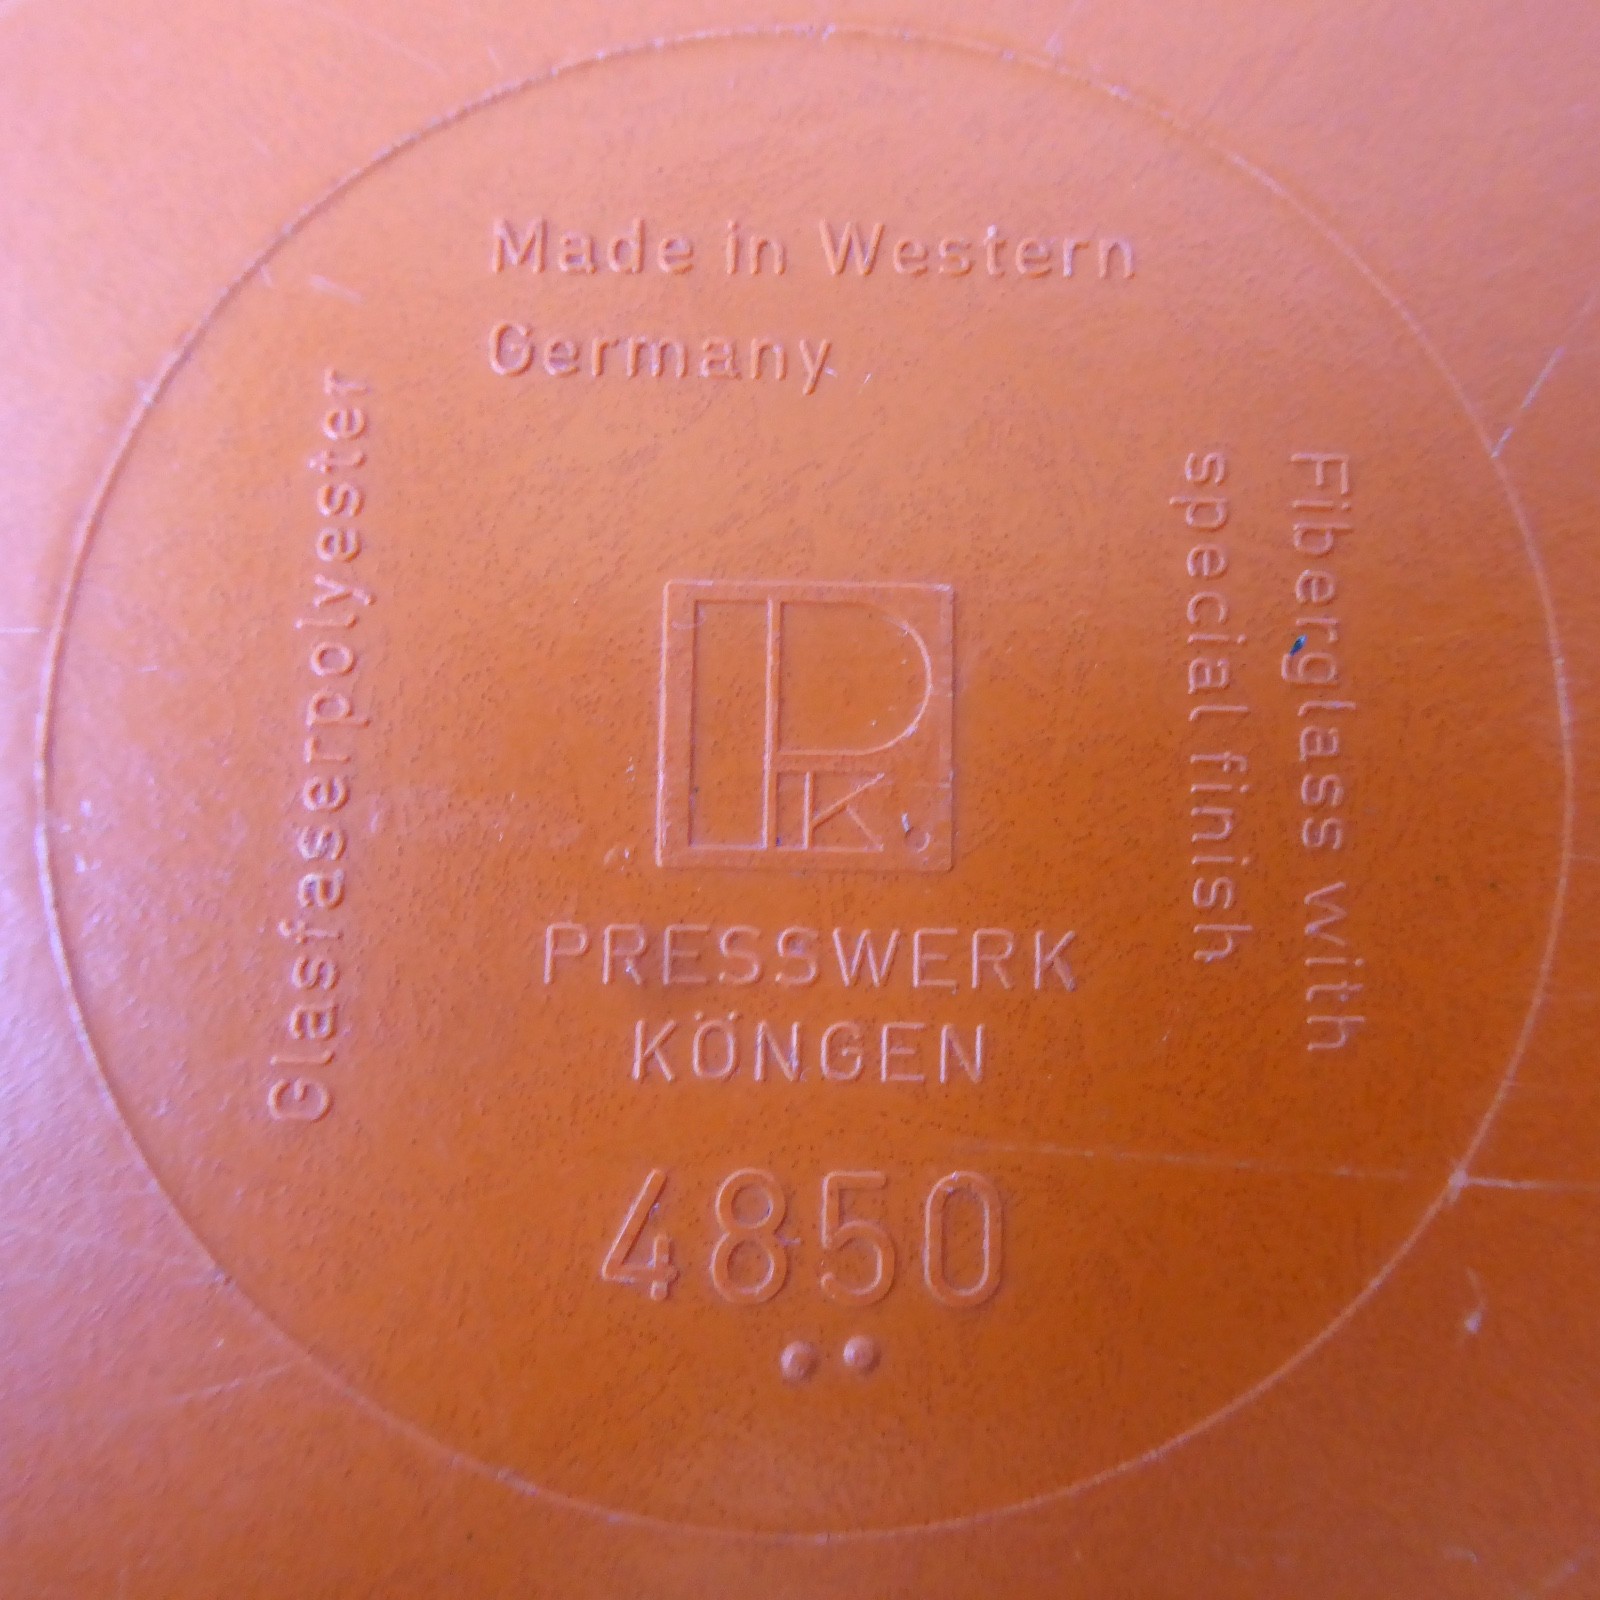 Made in Western
Germany
Glasfaserpolyester
Fiberglass with
special finish
PK
PRESSWERK
KÖNGEN
4850